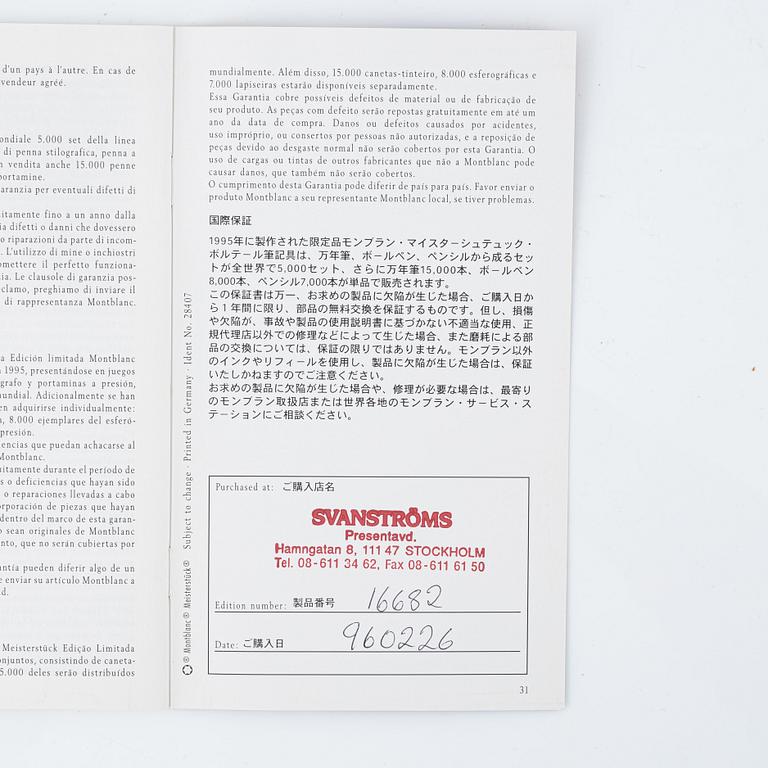 d'un pays à l'autre. En cas de
vendeur agréé.
ondiale 5.000 set della linea
di penna stilografica, penna a
n vendita anche 15.000 penne
portamine.
aranzia per eventuali difetti di
itamente fino a un anno dalla
ia difetti o danni che dovessero
o riparazioni da parte di incom-
. L'utilizzo di mine o inchiostri
omettere il perfetto funziona-
ia. Le clausole di garanzia pos-
clamo, preghiamo di inviare il
di rappresentanza Montblanc.
a Edición limitada Montblanc
n 1995, presentándose en juegos
grafo y portaminas a presión,
mundial. Adicionalmente se han
en adquirirse individualmente:
a, 8.000 ejemplares del esferó-
presión.
iencias que puedan achacarse al
Montblanc.
uitamente durante el período de
s o deficiencias que hayan sido
o reparaciones llevadas a cabo
orporación de piezas que hayan
dentro del marco de esta garan-
o sean originales de Montblanc
nto, que no serán cubiertas por
antía pueden diferir algo de un
e enviar su artículo Montblanc a
d.
Meisterstück Edição Limitada
onjuntos, consistindo de caneta-
5.000 deles serão distribuídos
® Montblanc® Meisterstück® Subject to change · Printed in Germany · Ident No. 28407
mundialmente. Além disso, 15.000 canetas-tinteiro, 8.000 esferográficas e
7.000 lapiseiras estarão disponíveis separadamente.
Essa Garantia cobre possíveis defeitos de material ou de fabricação de
seu produto. As peças com defeito serão repostas gratuitamente em até um
ano da data de compra. Danos ou defeitos causados por acidentes,
uso impróprio, ou consertos por pessoas não autorizadas, e a reposição de
peças devido ao desgaste normal não serão cobertos por esta Garantia. O
uso de cargas ou tintas de outros fabricantes que não a Montblanc pode
causar danos, que também não serão cobertos.
O cumprimento desta Garantia pode diferir de país para país. Favor enviar o
produto Montblanc a seu representante Montblanc local, se tiver problemas.
国際保証
1995年に製作された限定品モンブラン・マイスターシュテュック・
ボルテール筆記具は、万年筆、ボールペン、ペンシルから成るセッ
トが全世界で5,000セット、さらに万年筆15,000本、ボールペン
8,000本、ペンシル7,000本が単品で販売されます。
この保証書は万一、お求めの製品に欠陥が生じた場合、ご購入日か
ら1年間に限り、部品の無料交換を保証するものです。但し、損傷
や欠陥が、事故や製品の使用説明書に基づかない不適当な使用、正
規代理店以外での修理などによって生じた場合、また磨耗による部
品の交換については、保証の限りではありません。モンブラン以外
のインクやリフィールを使用し、製品に欠陥が生じた場合は、保証
いたしかねますのでご注意ください。
お求めの製品に欠陥が生じた場合や、修理が必要な場合は、最寄り
のモンブラン取扱店または世界各地のモンブラン・サービス・ス
テーションにご相談ください。
Purchased at: ご購入店名
SVANSTRÖMS
Presentavd.
Hamngatan 8, 111 47 STOCKHOLM
Tel. 08-611 34 62, Fax 08-611 61 50
Edition number: 製品番号 16682
Date: ご購入日 960226
31